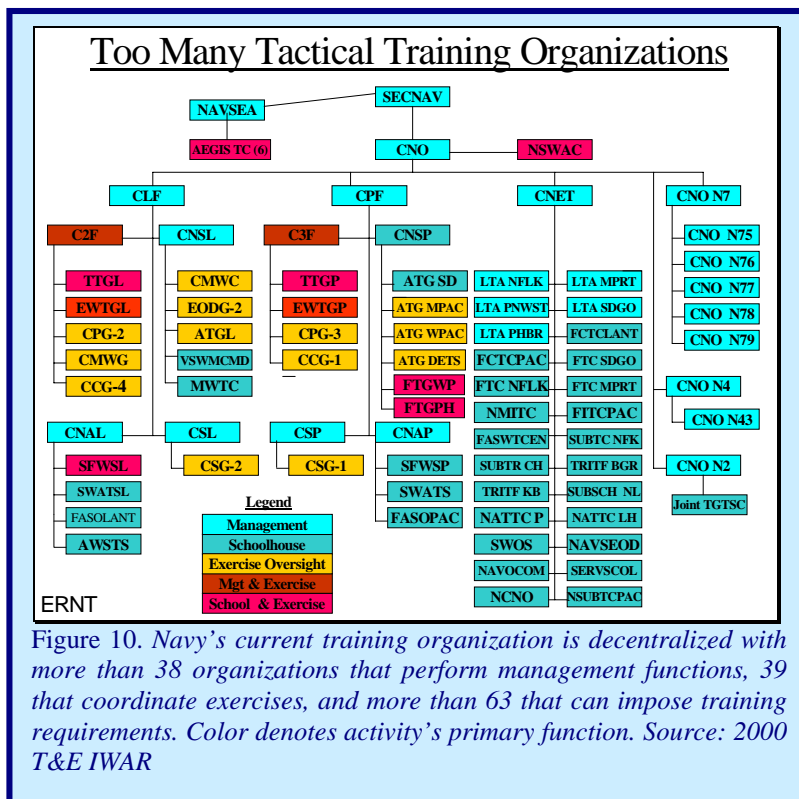 Too Many Tactical Training Organizations
SECNAV
NAVSEA
AEGIS TC (6)
CNO
NSWAC
CLF
CPF
CNET
CNO N7
C2F
CNSL
C3F
CNSP
CNO N75
CNO N76
CNO N77
CNO N78
CNO N79
TTGL
EWTGL
CPG-2
CMWG
CCG-4
CMWC
EODG-2
ATGL
VSWMCMD
MWTC
TTGP
EWTGP
CPG-3
CCG-1
ATG SD
ATG MPAC
ATG WPAC
ATG DETS
FTGWP
FTGPH
LTA NFLK
LTA MPRT
LTA PNWST
LTA SDGO
LTA PHBR
FCTCLANT
FCTCPAC
FTC SDGO
FTC NFLK
FTC MPRT
NMITC
FITCPAC
FASWTCEN
SUBTC NFK
SUBTR CH
TRITF BGR
TRITF KB
SUBSCH NL
NATTC P
NATTC LH
SWOS
NAVSEOD
NAVOCOM
SERVSCOL
NCNO
NSUBTCPAC
CNO N4
CNO N43
CNO N2
Joint TGTSC
CNAL
CSL
CSP
CNAP
SFWSL
SWATSL
FASOLANT
AWSTS
CSG-2
CSG-1
SFWSP
SWATS
FASOPAC
Legend
Management
Schoolhouse
Exercise Oversight
Mgt & Exercise
School & Exercise
ERNT
Figure 10. Navy's current training organization is decentralized with
more than 38 organizations that perform management functions, 39
that coordinate exercises, and more than 63 that can impose training
requirements. Color denotes activity's primary function. Source: 2000
T&E IWAR